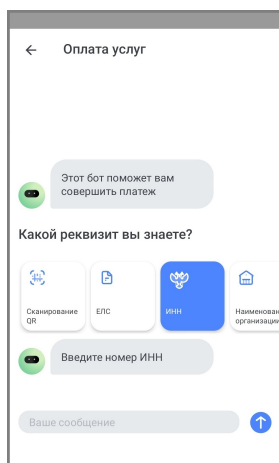 Оплата услуг
Этот бот поможет вам
совершить платеж
Какой реквизит вы знаете?
Сканирование
QR
ЕЛС
ИНН
Наименован
организации
Введите номер ИНН
Ваше сообщение